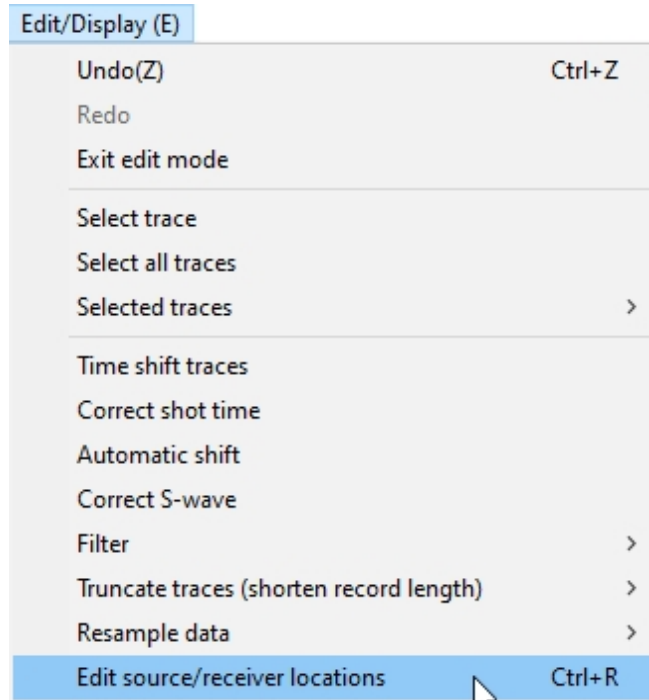 Edit/Display (E)
Undo(Z) Ctrl+Z
Redo
Exit edit mode
Select trace
Select all traces
Selected traces
Time shift traces
Correct shot time
Automatic shift
Correct S-wave
Filter
Truncate traces (shorten record length)
Resample data
Edit source/receiver locations Ctrl+R